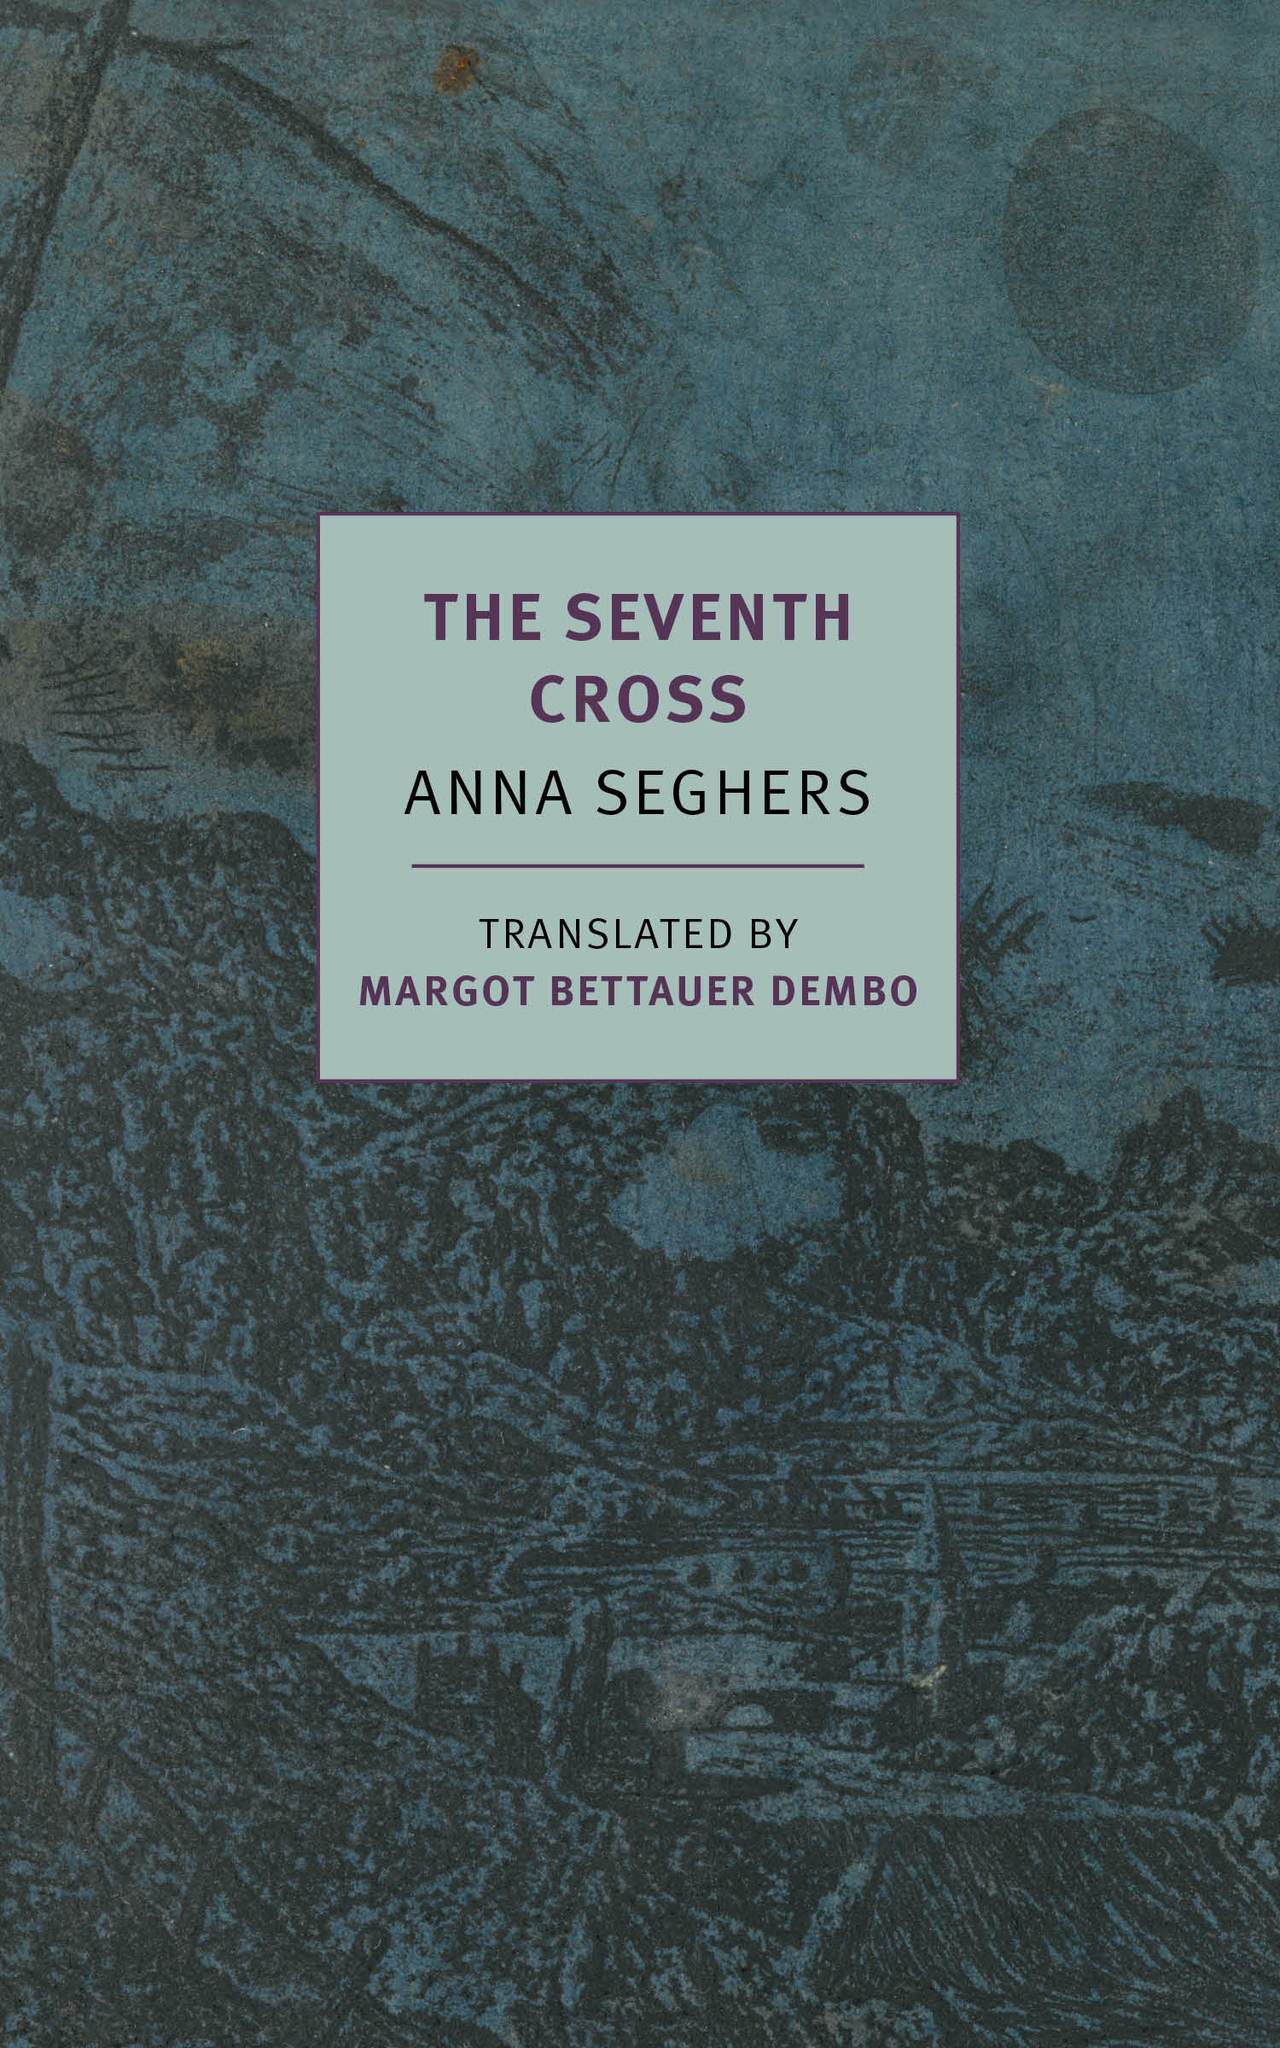 THE SEVENTH
CROSS
ANNA SEGHERS
TRANSLATED BY
MARGOT BETTAUER DEMBO